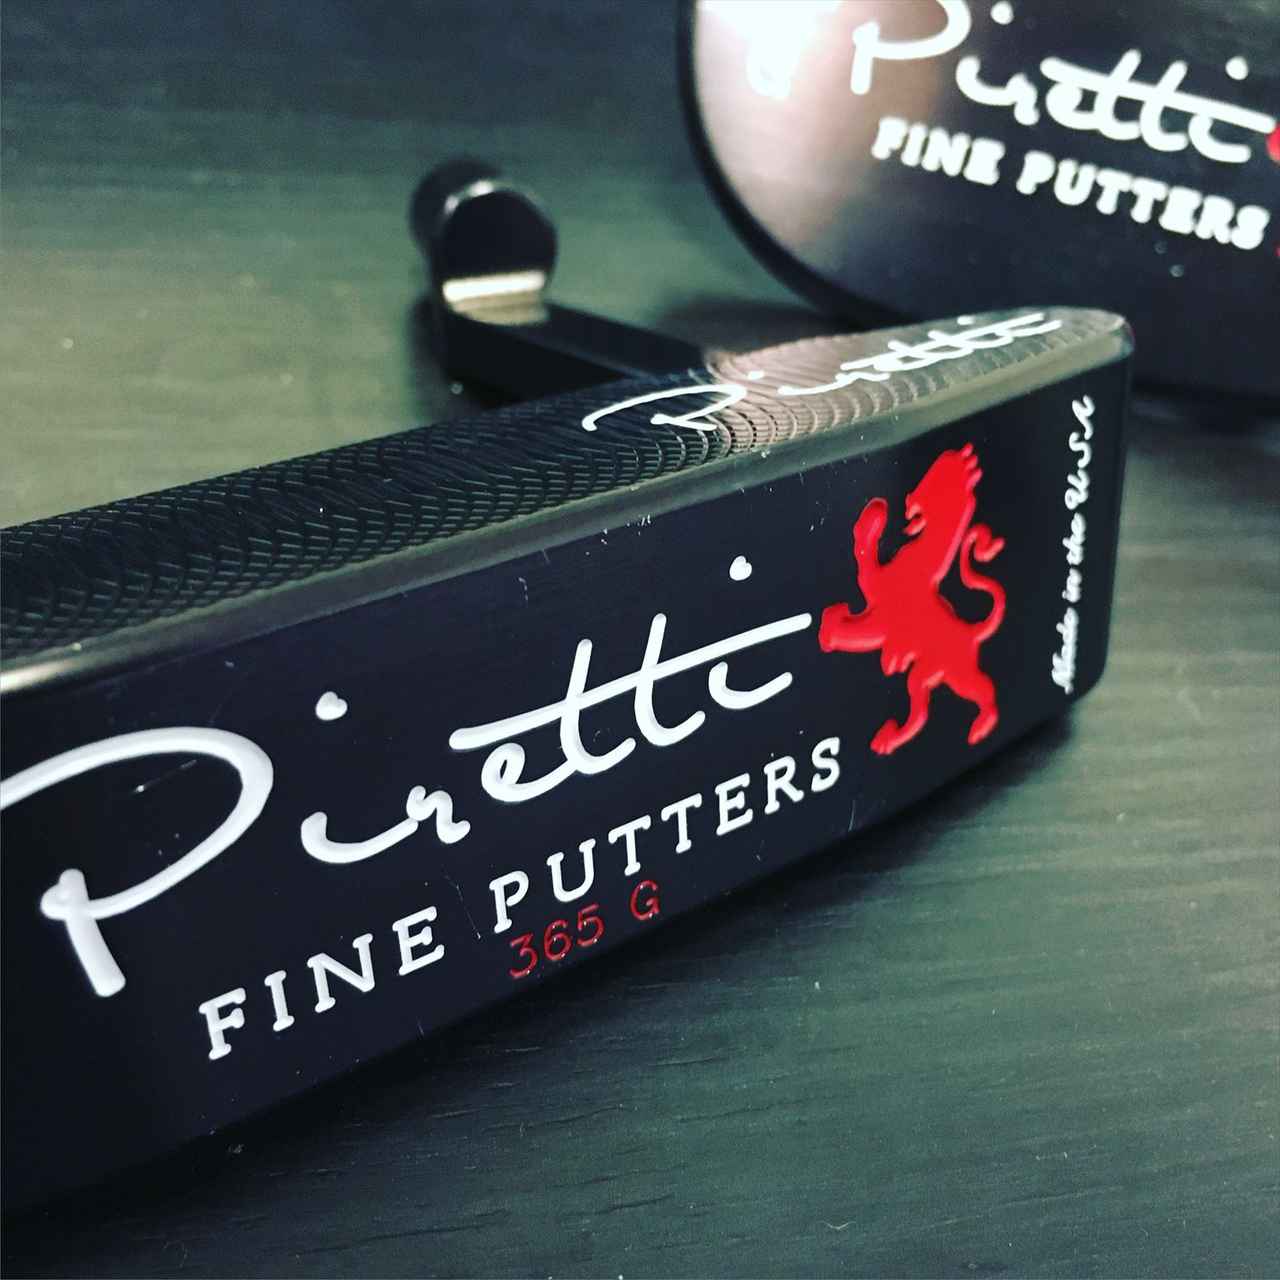 Piretti
FINE PUTTERS
Piretti
Piretti
FINE PUTTERS
365 G
Made in the USA